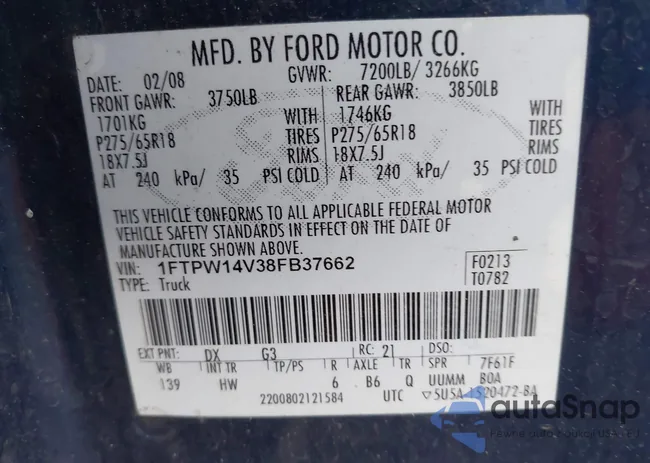 MFD. BY FORD MOTOR CO.
DATE: 02/08 GVWR: 7200LB/ 3266KG
FRONT GAWR: 3750LB REAR GAWR: 3850LB
1701KG WITH 1746KG WITH
P275/65R18 TIRES P275/65R18 TIRES
18X7.5J RIMS 18X7.5J RIMS
AT 240 kPa/ 35 PSI COLD AT 240 kPa/ 35 PSI COLD
THIS VEHICLE CONFORMS TO ALL APPLICABLE FEDERAL MOTOR
VEHICLE SAFETY STANDARDS IN EFFECT ON THE DATE OF
MANUFACTURE SHOWN ABOVE.
VIN: 1FTPW14V38FB37662 F0213
TYPE: Truck T0782
EXT PNT: DX G3 RC: 21 DSO:
WB INT TR TP/PS R AXLE TR SPR 7F61F
139 HW 6 B6 Q UUMM BOA
2200802121584 UTC ▽5U5A-1520472-BA
autoSnap